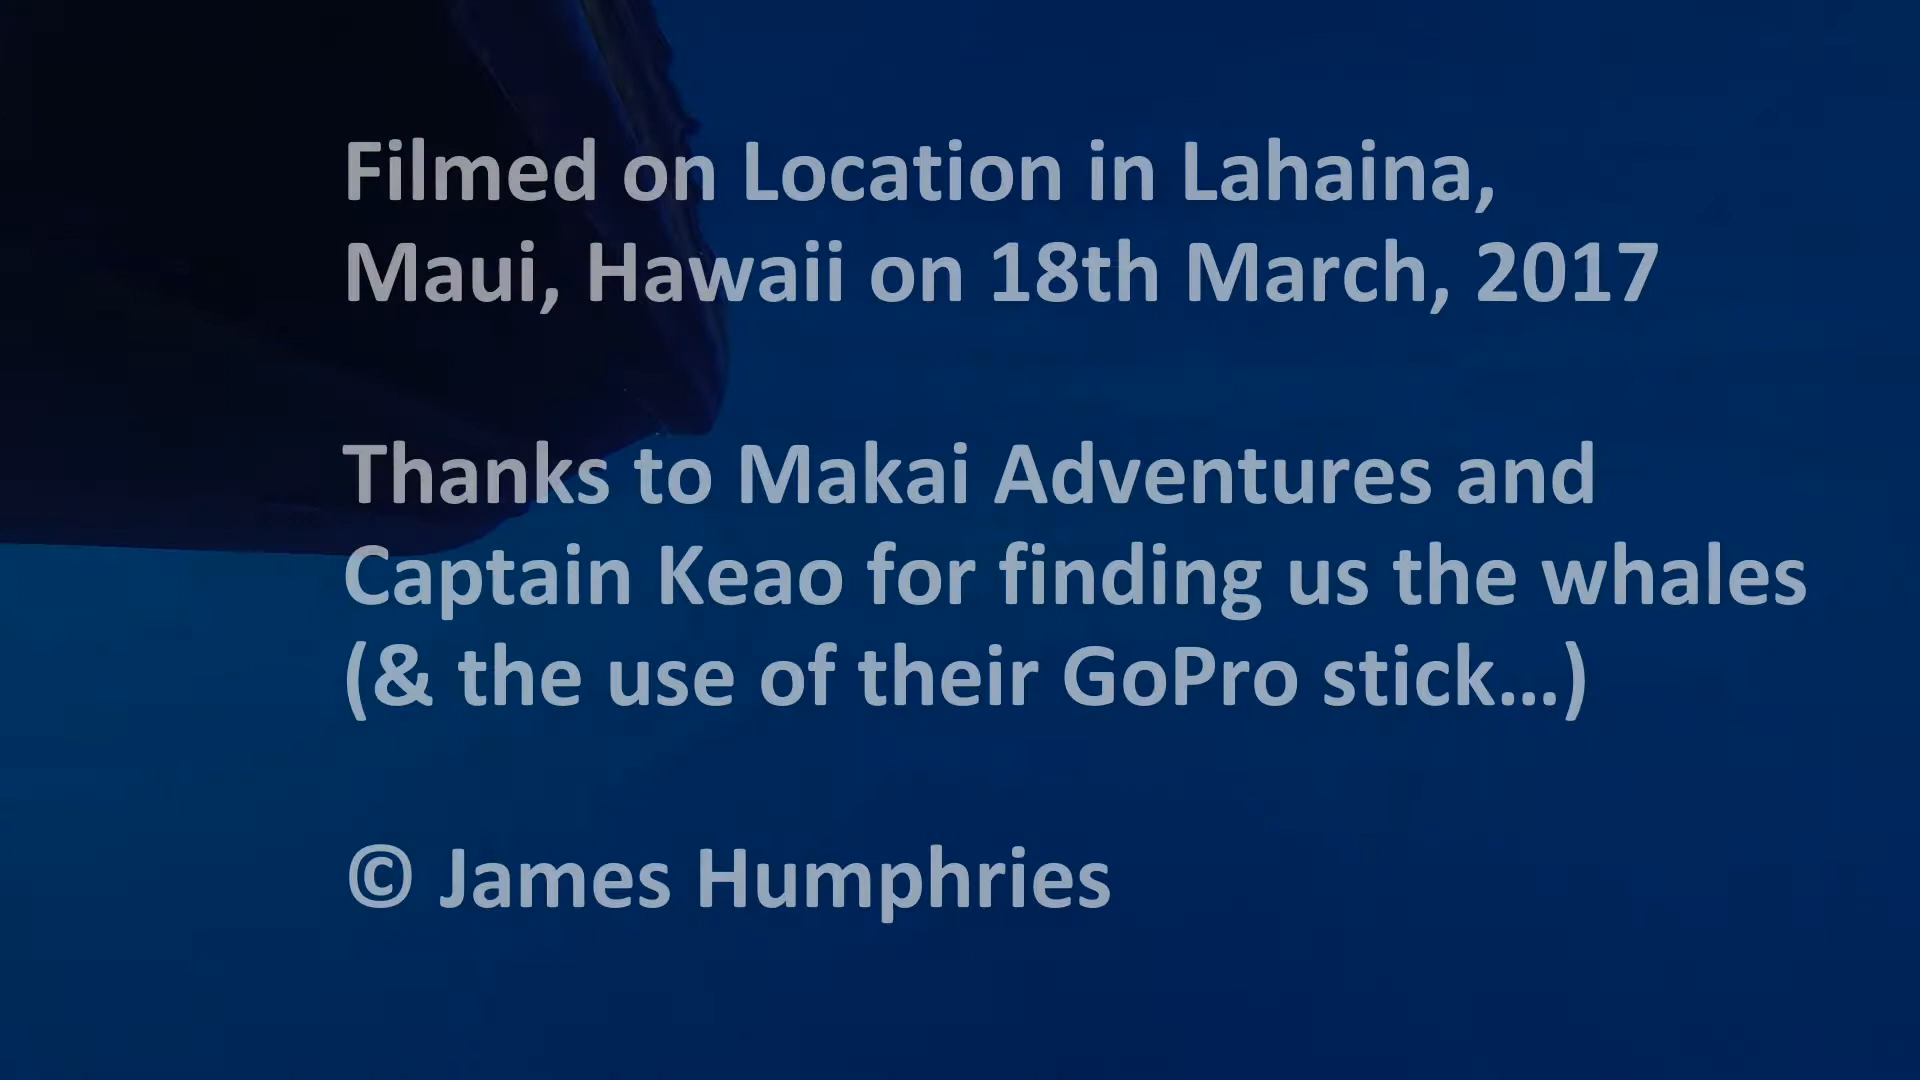 Filmed on Location in Lahaina,
Maui, Hawaii on 18th March, 2017
Thanks to Makai Adventures and
Captain Keao for finding us the whales
(& the use of their GoPro stick...)
© James Humphries